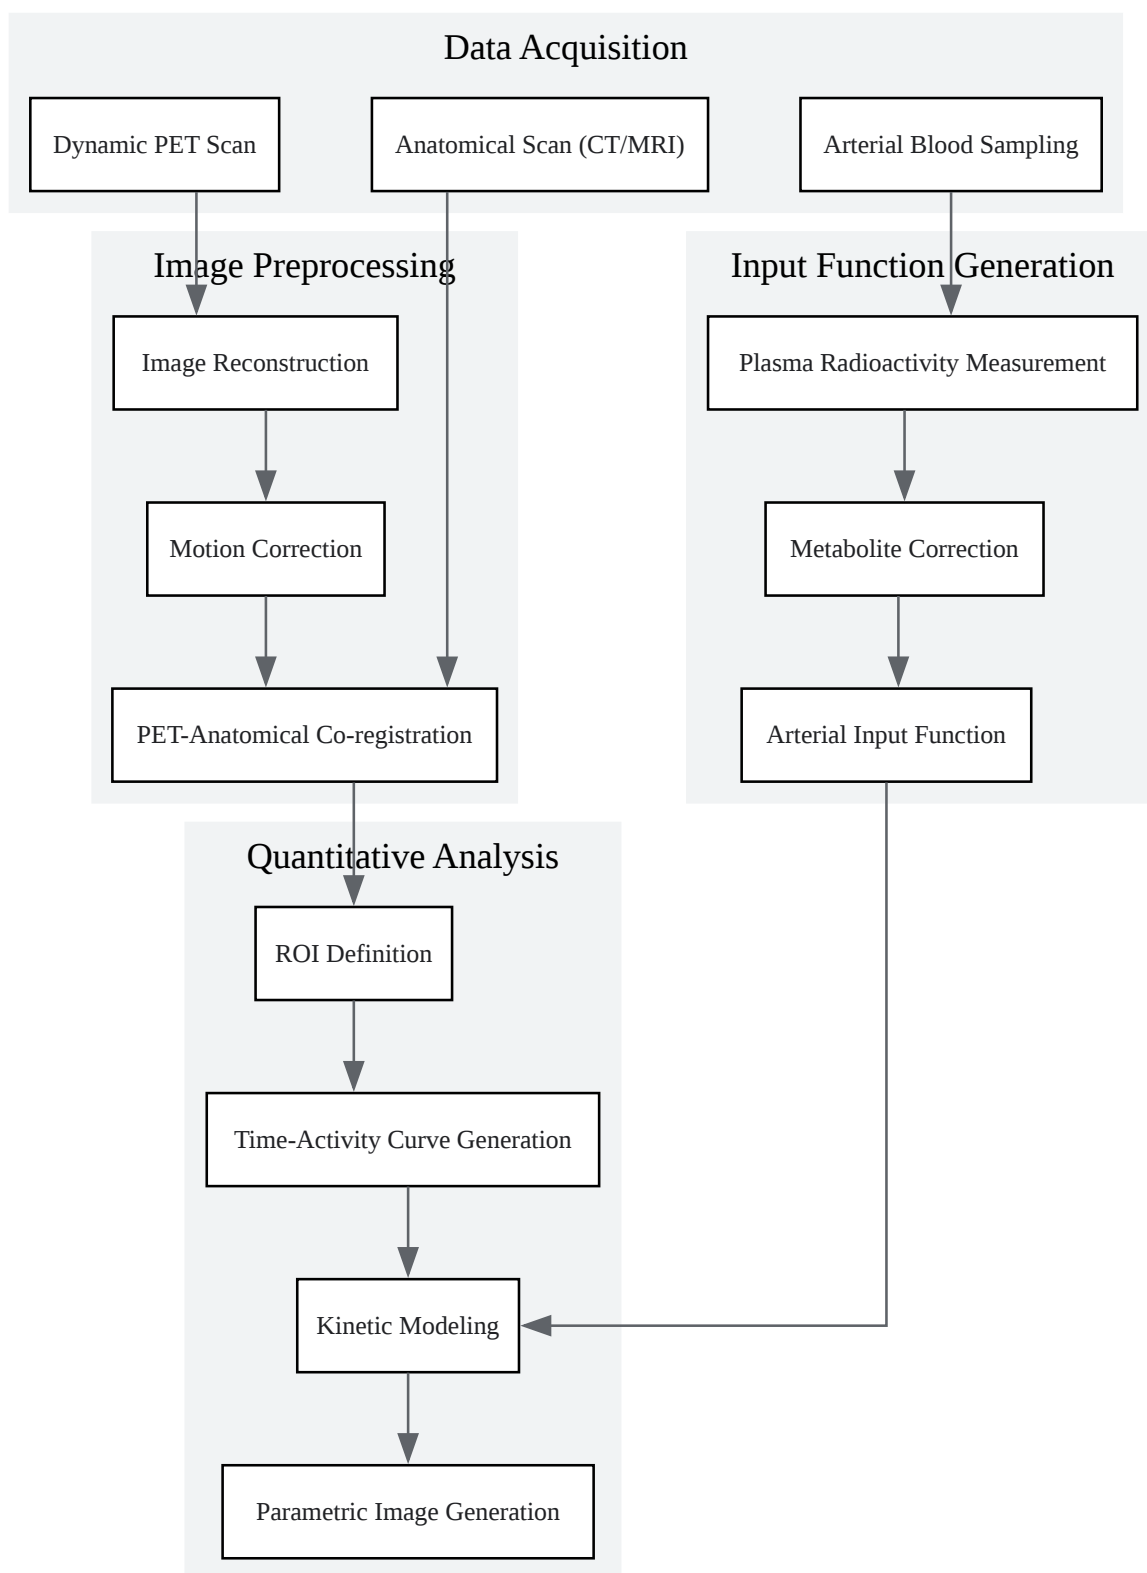 Data Acquisition
Dynamic PET Scan
Anatomical Scan (CT/MRI)
Arterial Blood Sampling
Image Preprocessing
Input Function Generation
Image Reconstruction
Plasma Radioactivity Measurement
Motion Correction
Metabolite Correction
PET-Anatomical Co-registration
Arterial Input Function
Quantitative Analysis
ROI Definition
Time-Activity Curve Generation
Kinetic Modeling
Parametric Image Generation